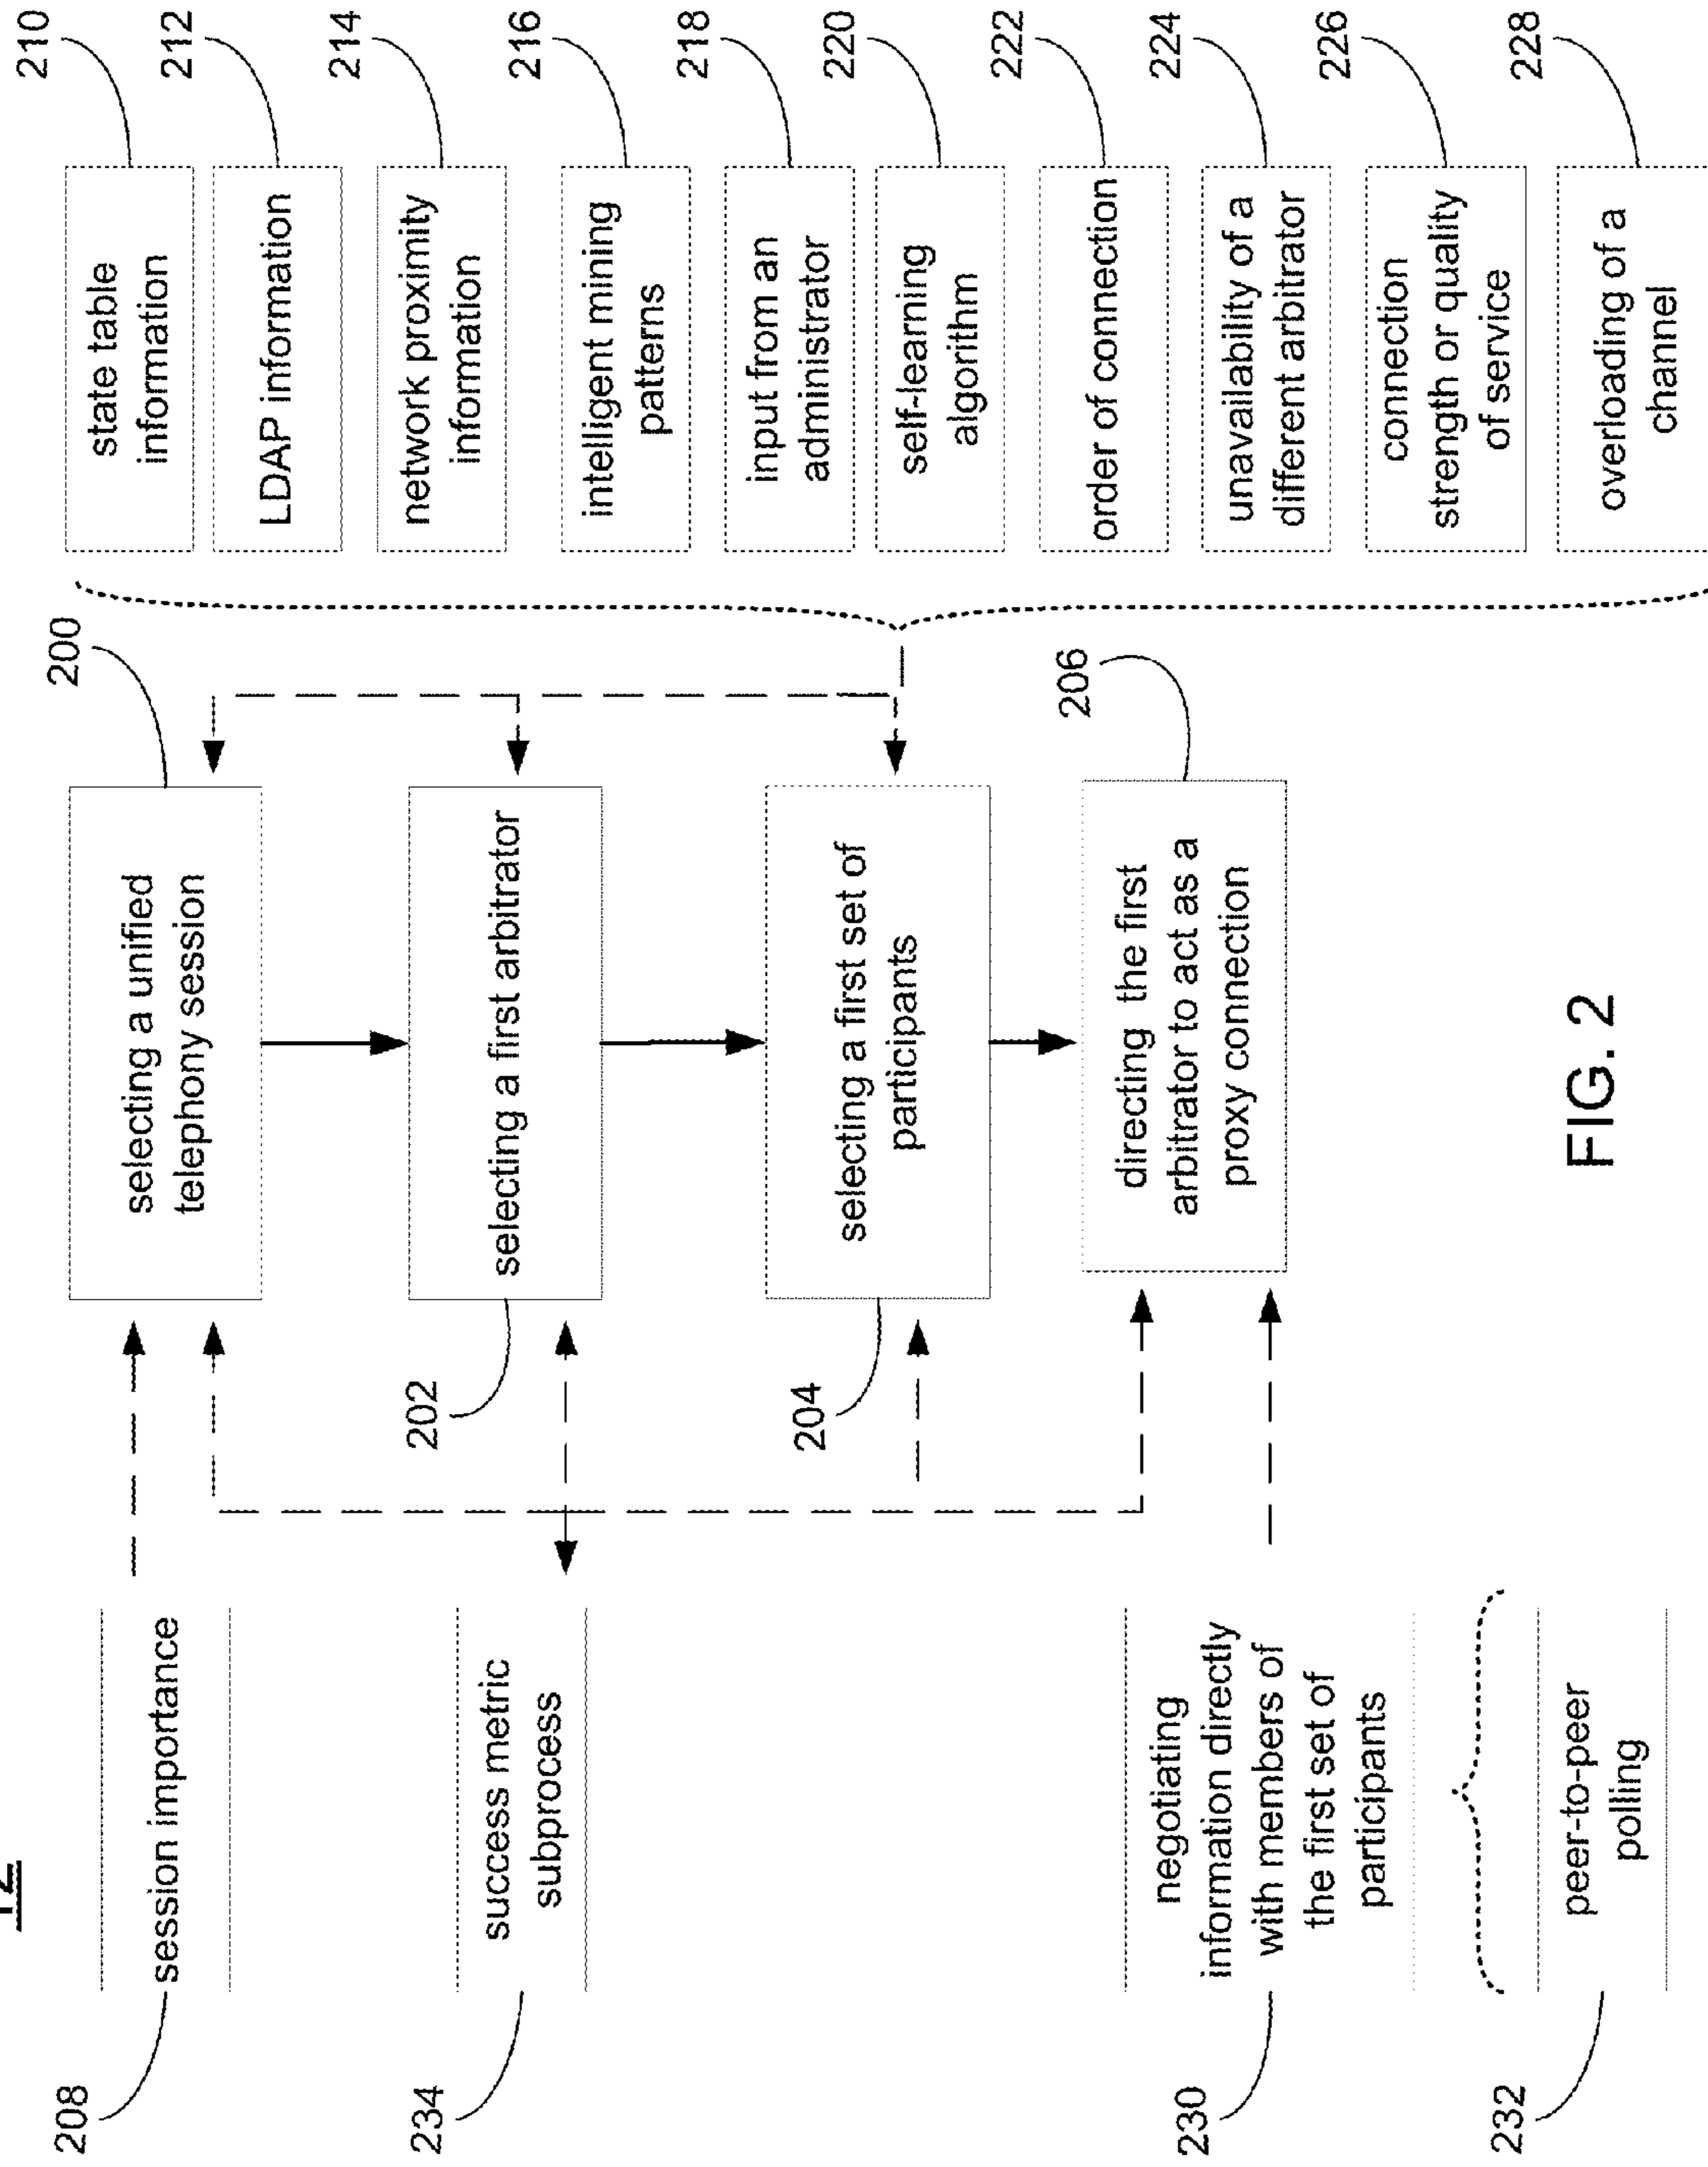 12
208
session importance
234
success metric
subprocess
230
negotiating
information directly
with members of
the first set of
participants
232
peer-to-peer
polling
200
selecting a unified
telephony session
202
selecting a first arbitrator
204
selecting a first set of
participants
206
directing the first
arbitrator to act as a
proxy connection
210
state table
information
212
LDAP information
214
network proximity
information
216
intelligent mining
patterns
218
input from an
administrator
220
self-learning
algorithm
222
order of connection
224
unavailability of a
different arbitrator
226
connection
strength or quality
of service
228
overloading of a
channel
FIG. 2